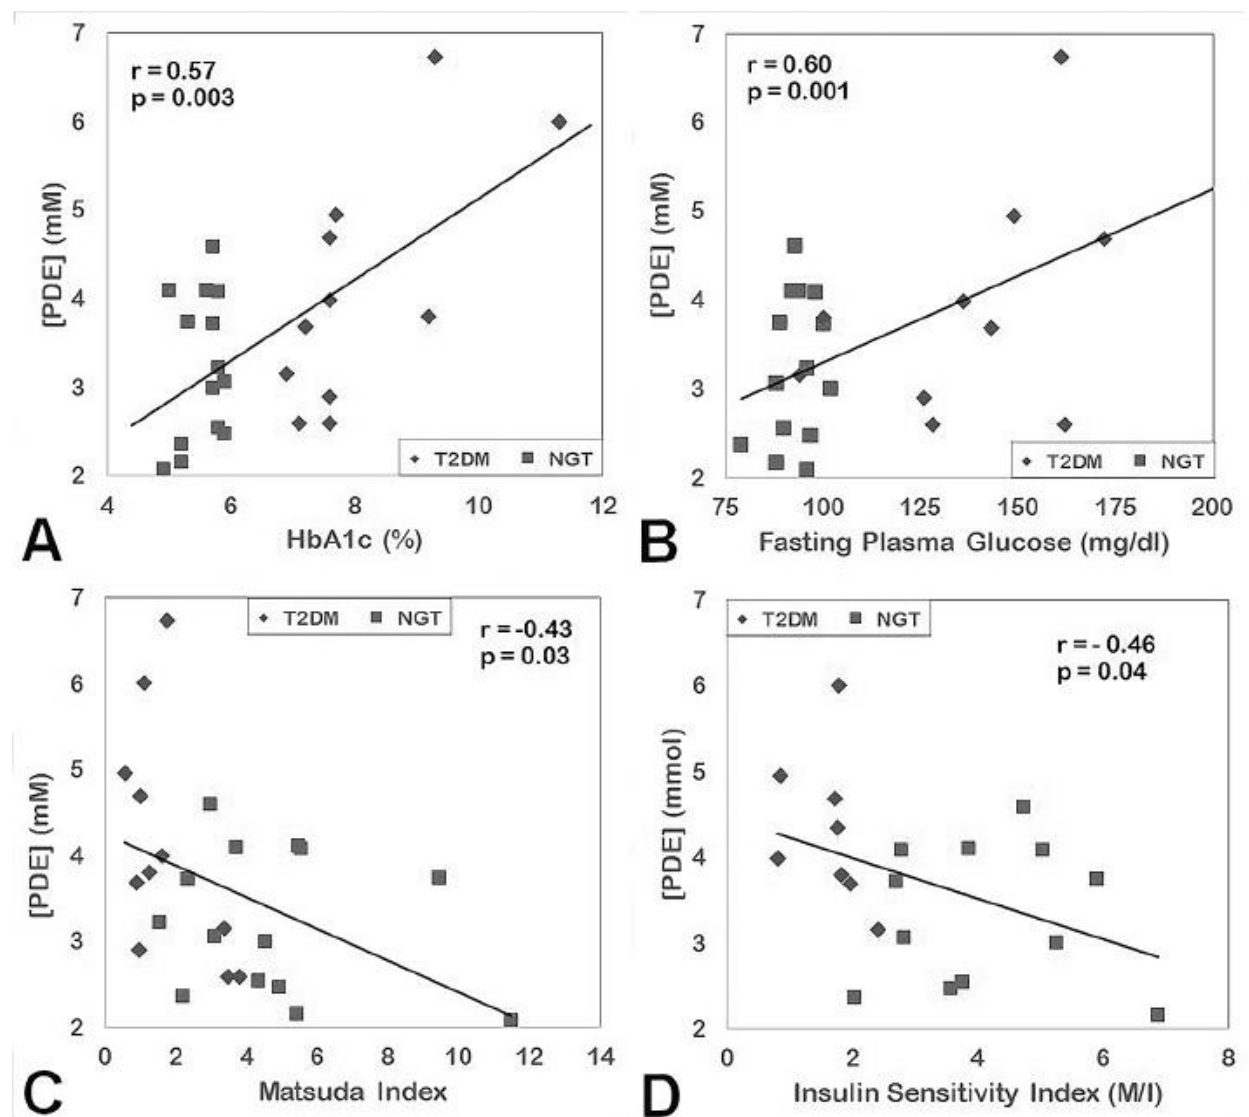 7
6
5
4
3
2
[PDE] (mM)
r = 0.57
p = 0.003
T2DM NGT
4 6 8 10 12
HbA1c (%)
A
7
6
5
4
3
2
[PDE] (mM)
r = 0.60
p = 0.001
T2DM NGT
75 100 125 150 175 200
Fasting Plasma Glucose (mg/dl)
B
7
6
5
4
3
2
[PDE] (mM)
T2DM NGT
r = -0.43
p = 0.03
0 2 4 6 8 10 12 14
Matsuda Index
C
7
6
5
4
3
2
[PDE] (mmol)
T2DM NGT
r = - 0.46
p = 0.04
0 2 4 6 8
Insulin Sensitivity Index (M/I)
D